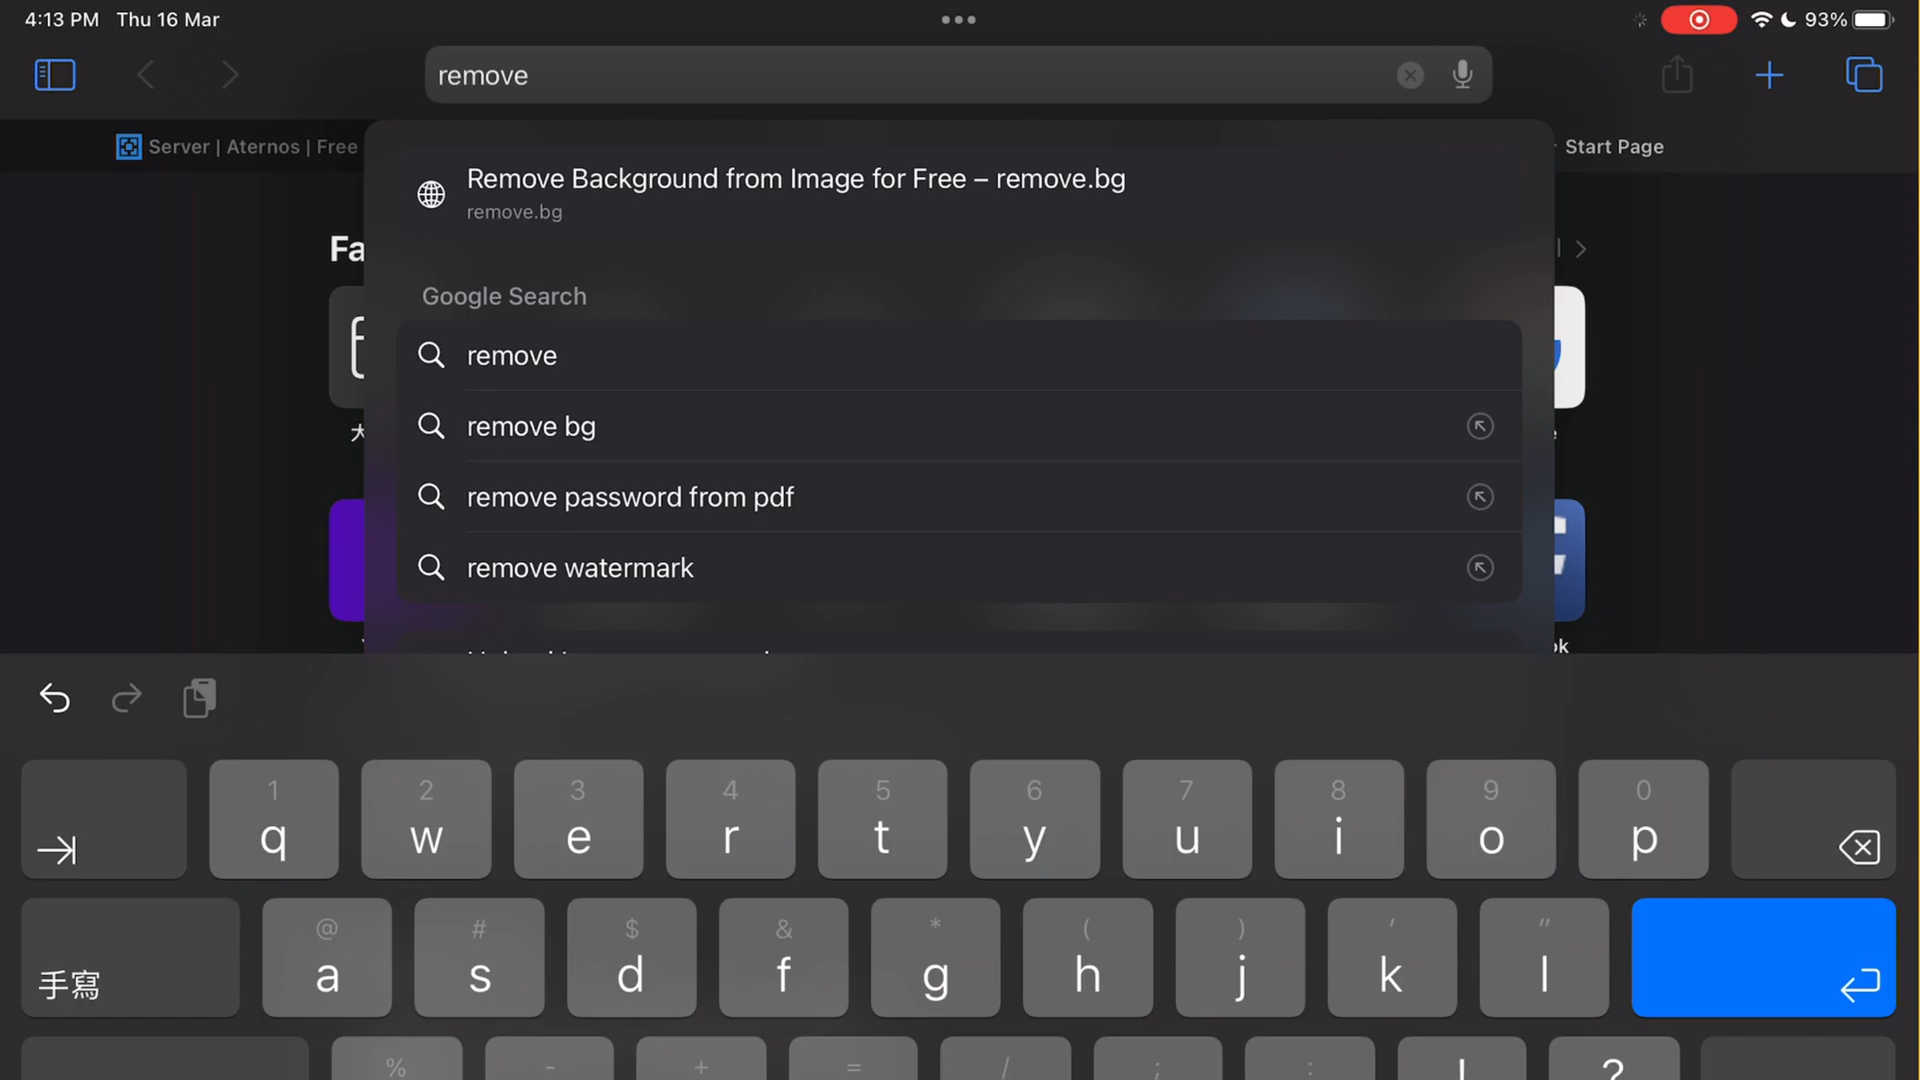 4:13 PM Thu 16 Mar
93%
remove
Server | Aternos | Free
Start Page
Remove Background from Image for Free – remove.bg
remove.bg
Fa
Google Search
remove
remove bg
remove password from pdf
remove watermark
1 2 3 4 5 6 7 8 9 0
q w e r t y u i o p
@ # $ & * ( ) ' "
手寫 a s d f g h j k l
% - + = / ; : ! ?